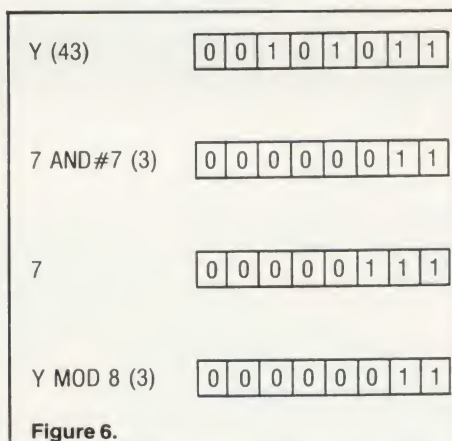 Y (43) 0 0 1 0 1 0 1 1
7 AND#7 (3) 0 0 0 0 0 0 1 1
7 0 0 0 0 0 1 1 1
Y MOD 8 (3) 0 0 0 0 0 0 1 1
Figure 6.